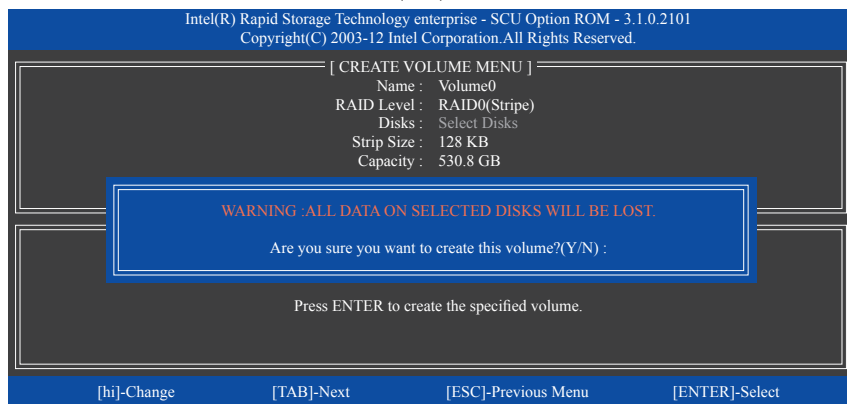 Intel(R) Rapid Storage Technology enterprise - SCU Option ROM - 3.1.0.2101
Copyright(C) 2003-12 Intel Corporation.All Rights Reserved.
[ CREATE VOLUME MENU ]
Name : Volume0
RAID Level : RAID0(Stripe)
Disks : Select Disks
Strip Size : 128 KB
Capacity : 530.8 GB
WARNING :ALL DATA ON SELECTED DISKS WILL BE LOST.
Are you sure you want to create this volume?(Y/N) :
Press ENTER to create the specified volume.
[hi]-Change [TAB]-Next [ESC]-Previous Menu [ENTER]-Select